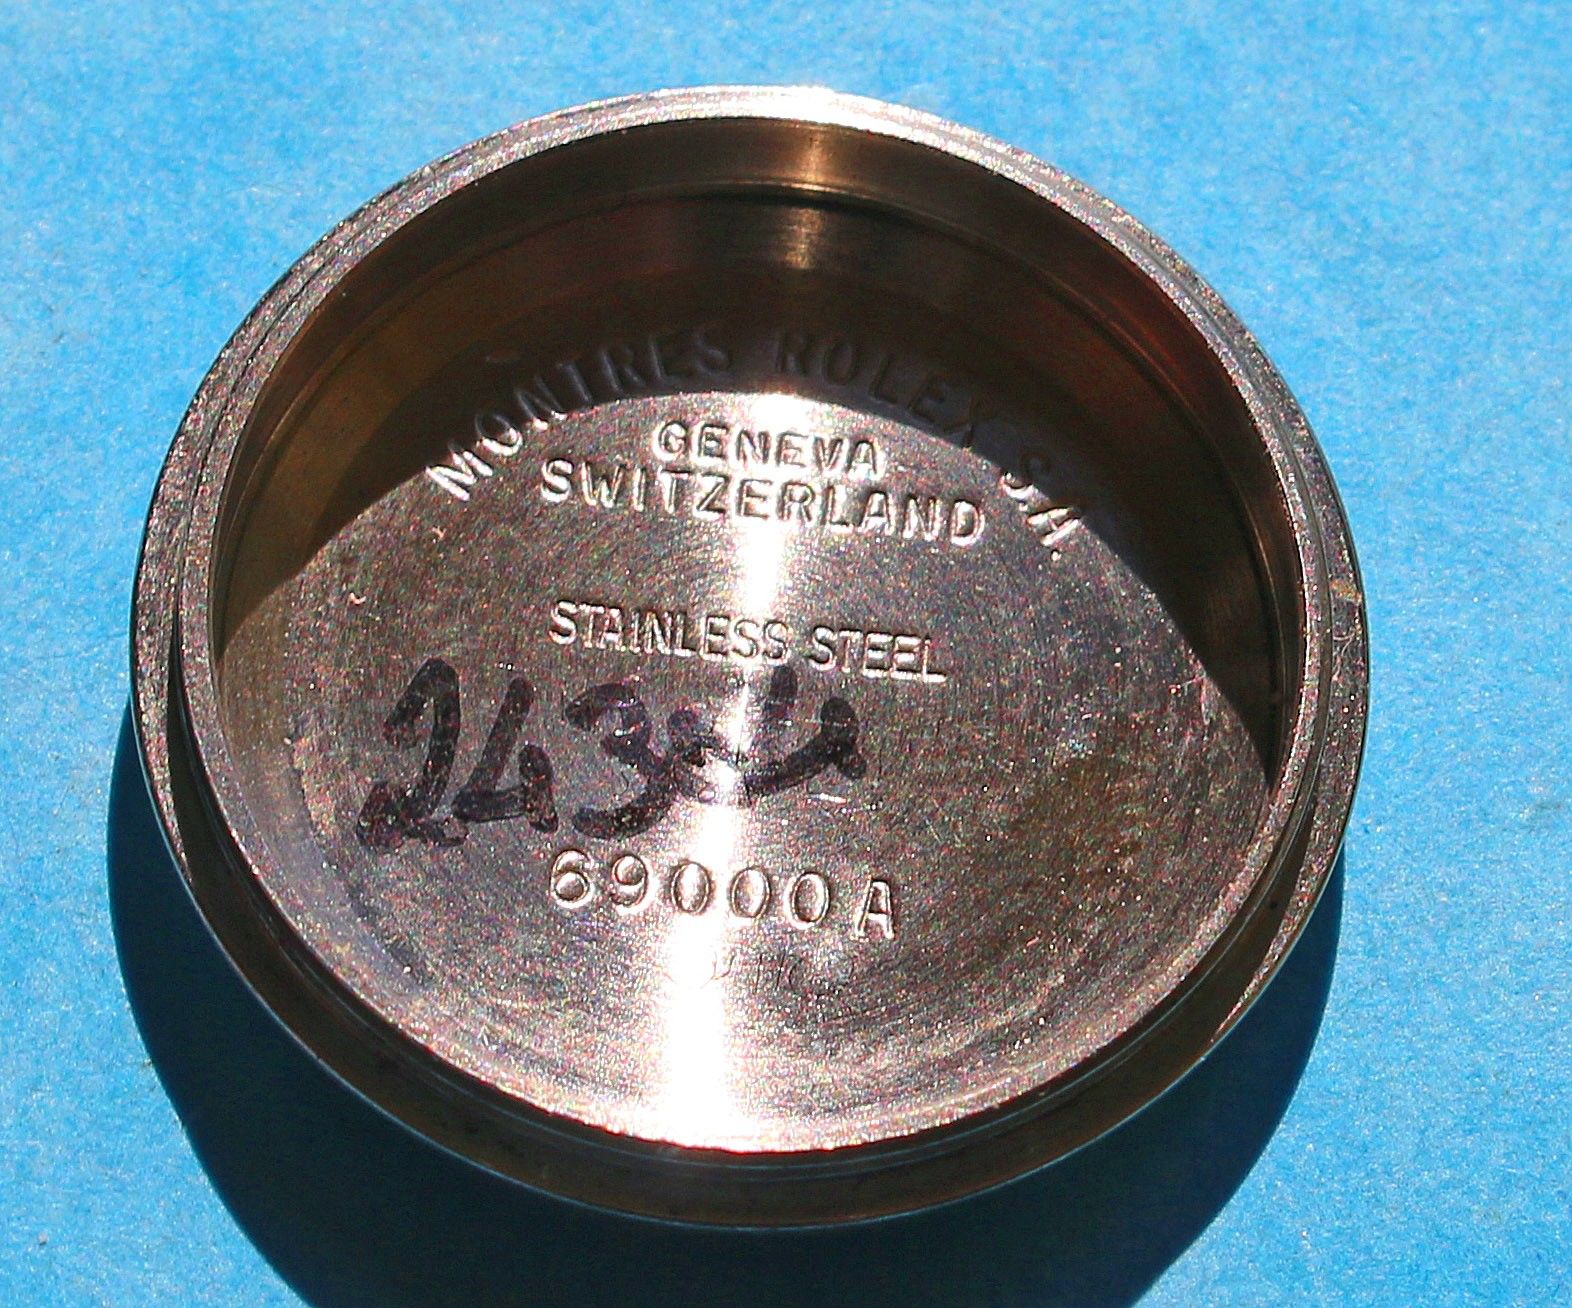 MONTRES ROLEX S.A.
GENEVA
SWITZERLAND
STAINLESS STEEL
69000 A